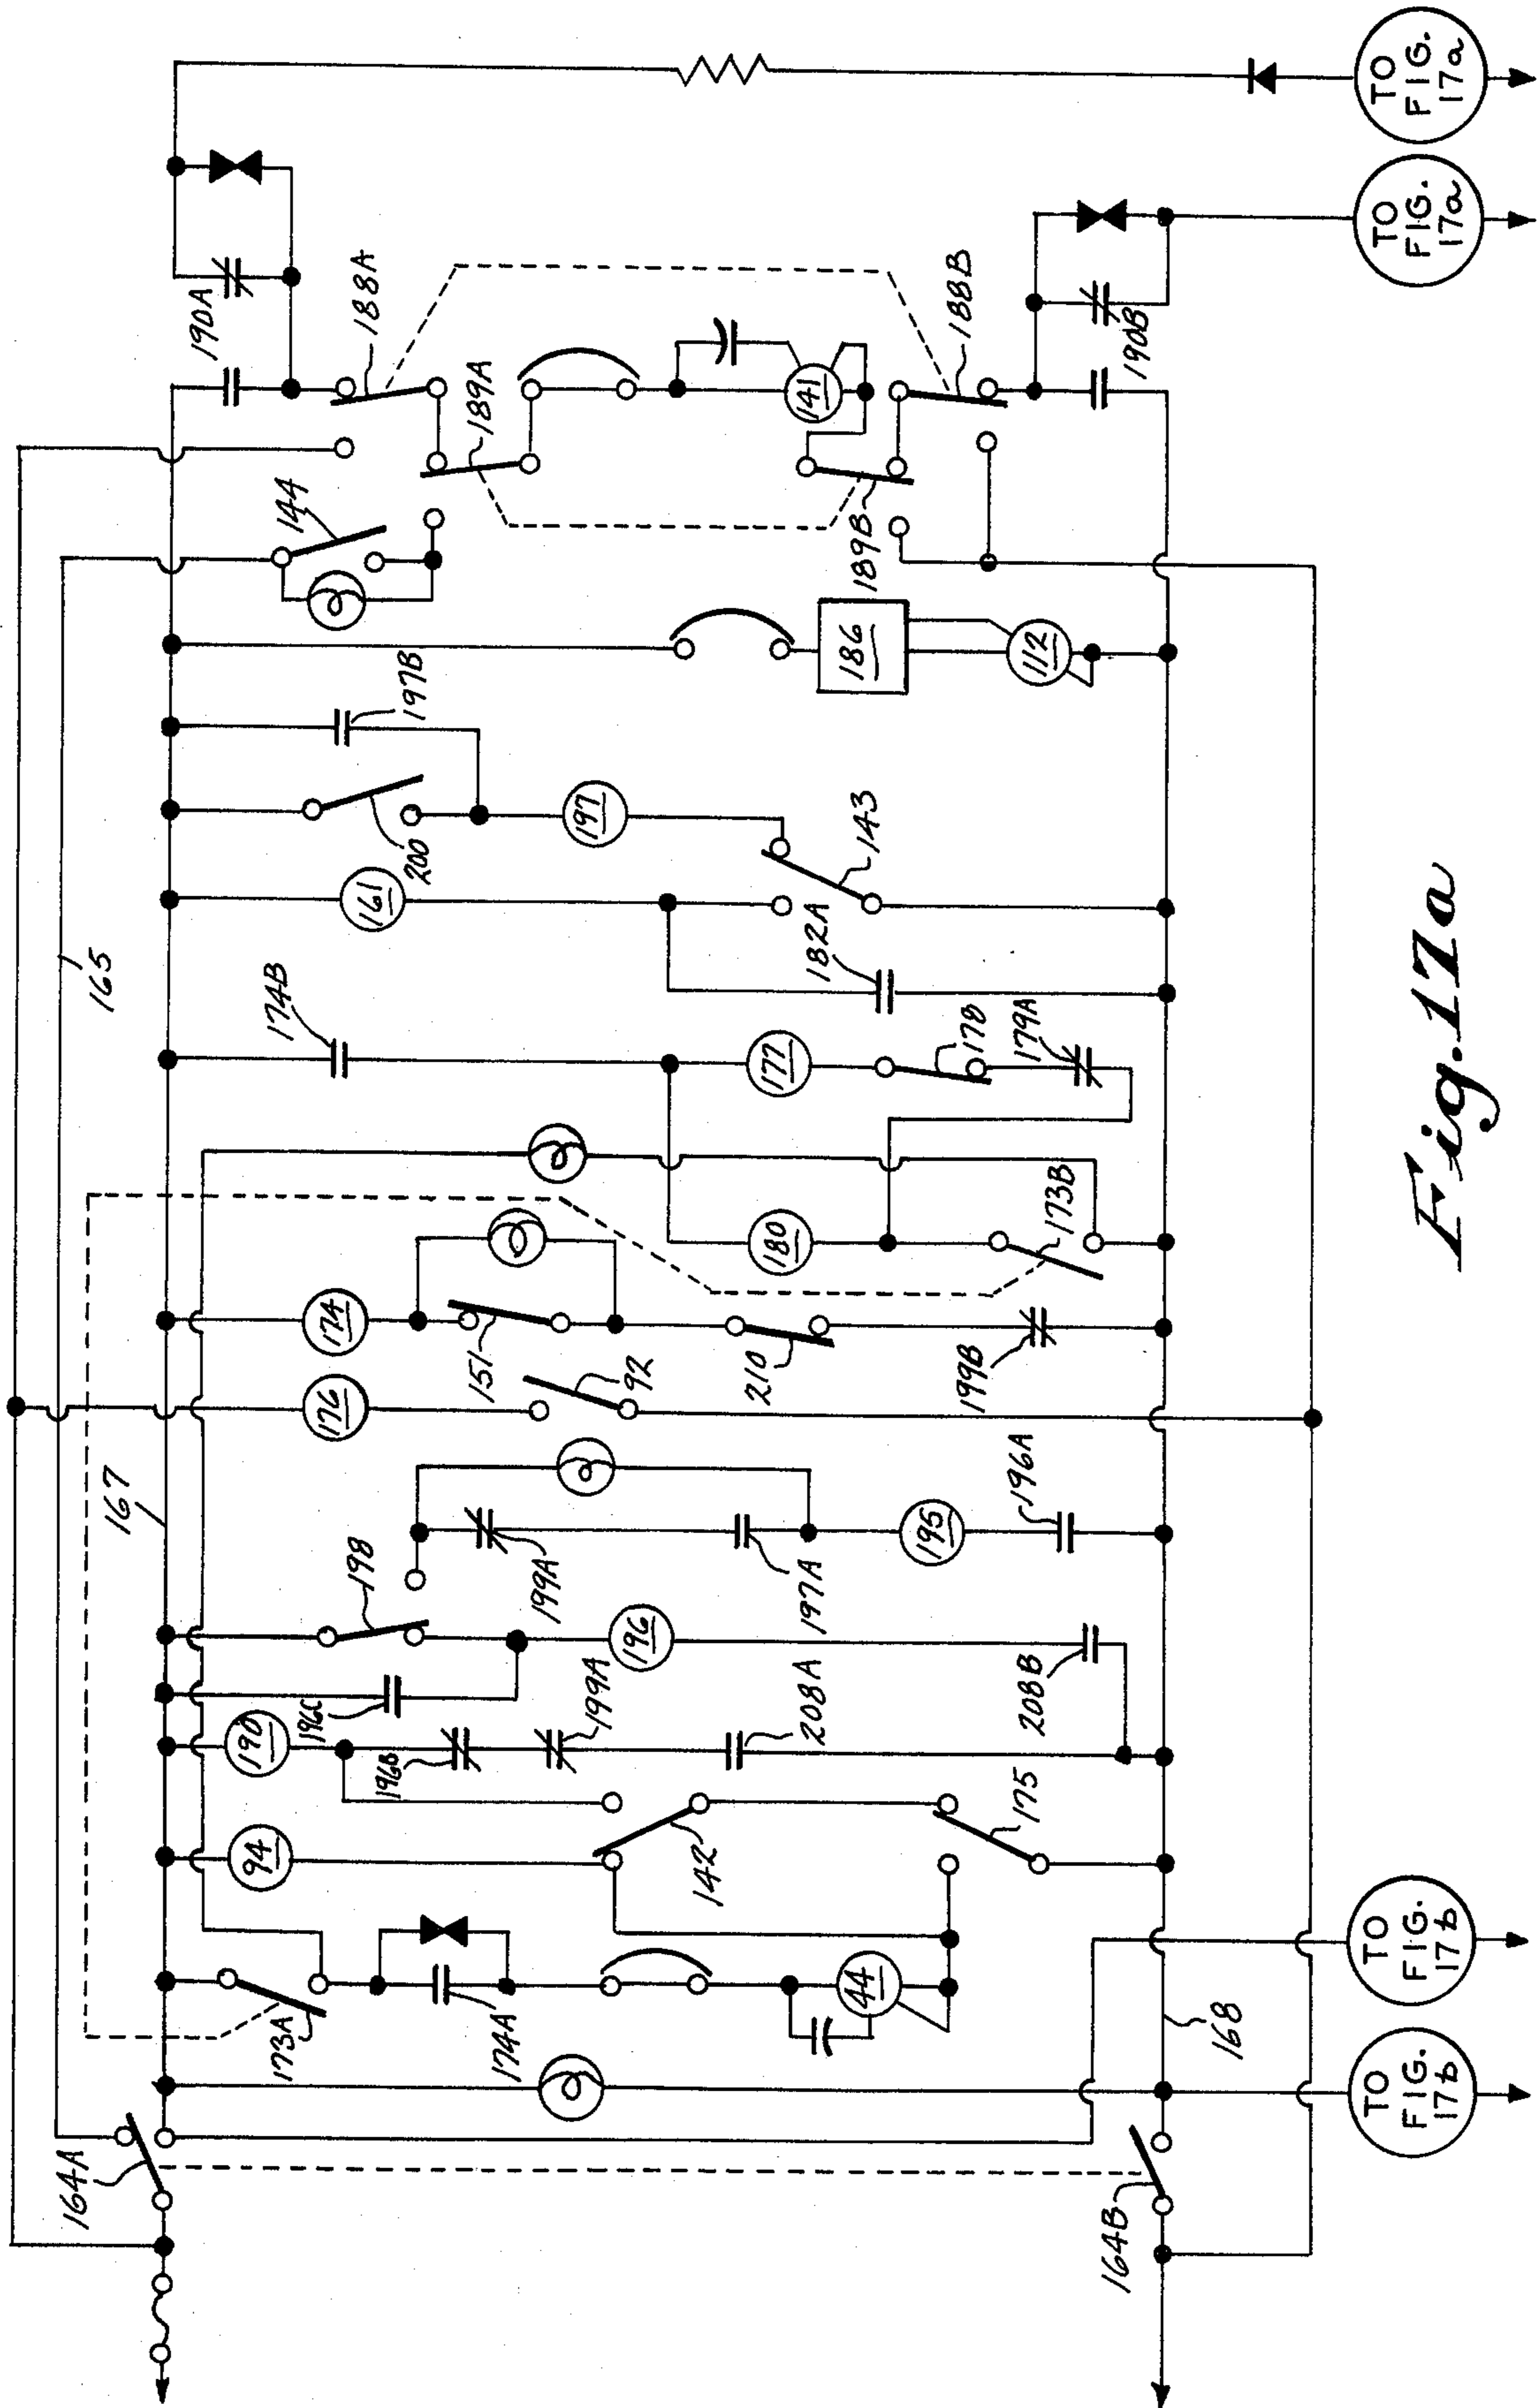 TO
FIG.
17a
TO
FIG.
17a
190A
188A
189A
141
188B
190B
144
189B
165
197B
186
112
200
197
143
161
182A
174B
177
178
179A
180
173B
174
151
210
199B
176
92
167
198
199A
197A
195
196A
196
208B
196C
190
196B
199A
208A
94
142
175
173A
174A
44
168
164A
164B
TO
FIG.
17b
TO
FIG.
17b
Fig. 17a